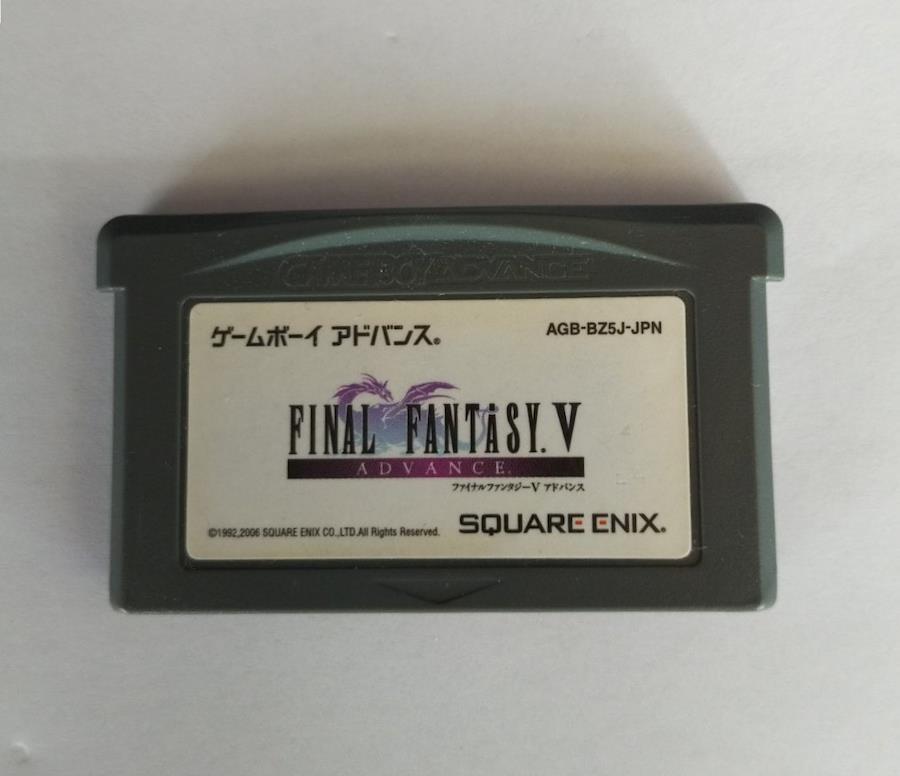 GAME BOY ADVANCE
ゲームボーイ アドバンス®
AGB-BZ5J-JPN
FINAL FANTASY. V
ADVANCE.
ファイナルファンタジーV アドバンス
©1992,2006 SQUARE ENIX CO.,LTD.All Rights Reserved.
SQUARE ENIX®